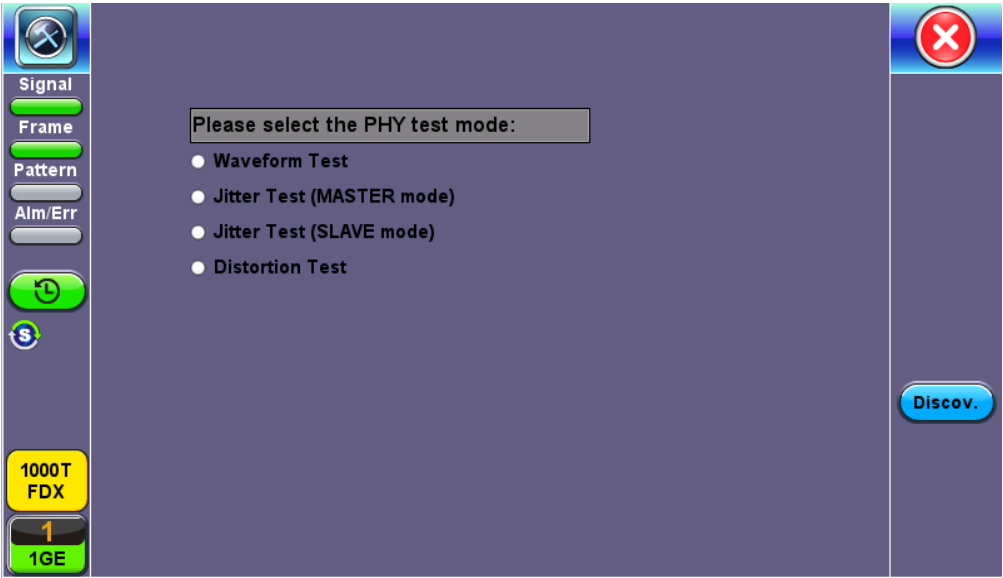 Signal
Frame
Pattern
Alm/Err
S
1000T
FDX
1
1GE
Please select the PHY test mode:
Waveform Test
Jitter Test (MASTER mode)
Jitter Test (SLAVE mode)
Distortion Test
Discov.